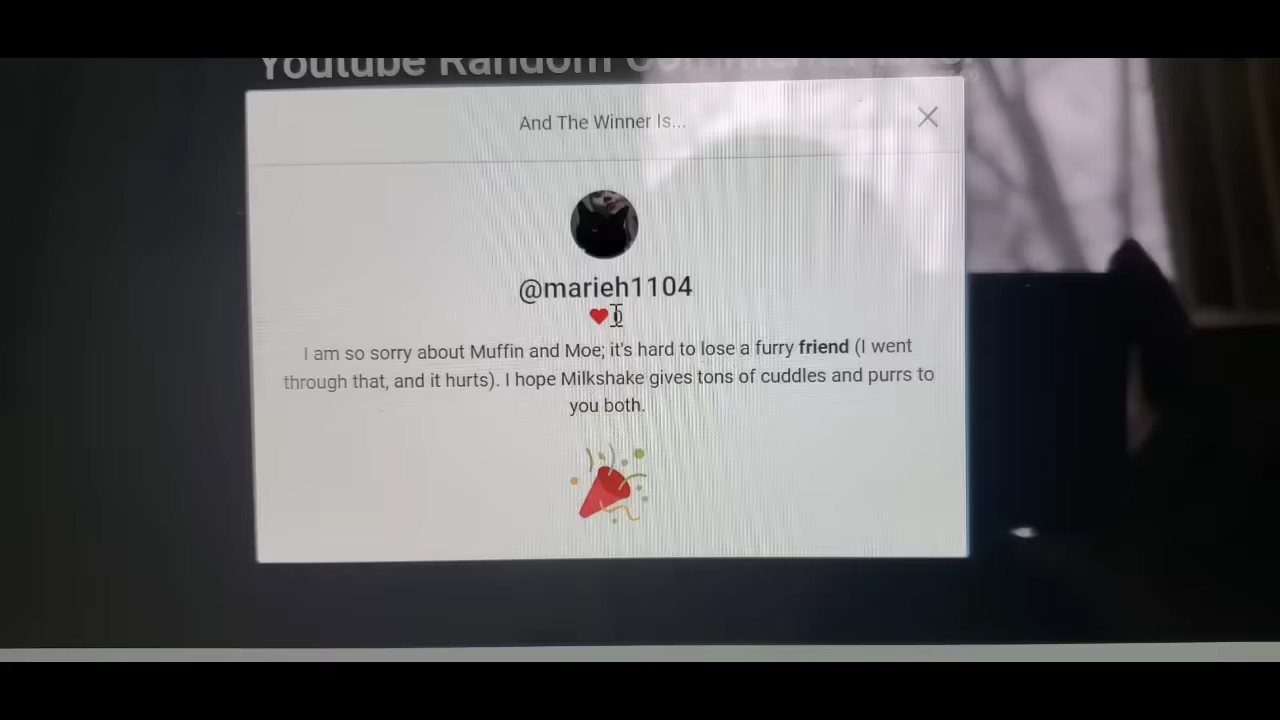 Youtube Random Comment
And The Winner Is...
@marieh1104
I am so sorry about Muffin and Moe; it's hard to lose a furry friend (I went
through that, and it hurts). I hope Milkshake gives tons of cuddles and purrs to
you both.